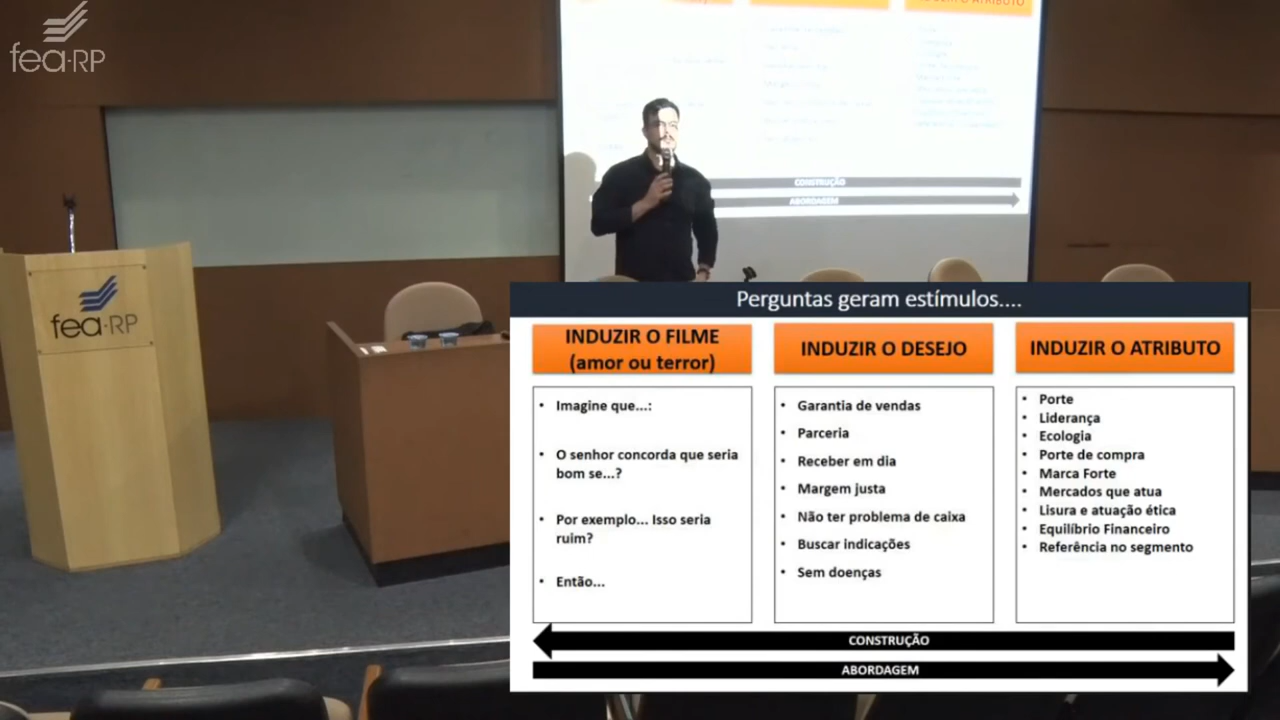 fea-RP
O ATRIBUTO
CONSTRUÇÃO
ABORDAGEM
fea-RP
Perguntas geram estímulos....
INDUZIR O FILME
(amor ou terror)
• Imagine que...:
• O senhor concorda que seria
bom se...?
• Por exemplo... Isso seria
ruim?
• Então...
INDUZIR O DESEJO
• Garantia de vendas
• Parceria
• Receber em dia
• Margem justa
• Não ter problema de caixa
• Buscar indicações
• Sem doenças
INDUZIR O ATRIBUTO
• Porte
• Liderança
• Ecologia
• Porte de compra
• Marca Forte
• Mercados que atua
• Lisura e atuação ética
• Equilíbrio Financeiro
• Referência no segmento
CONSTRUÇÃO
ABORDAGEM